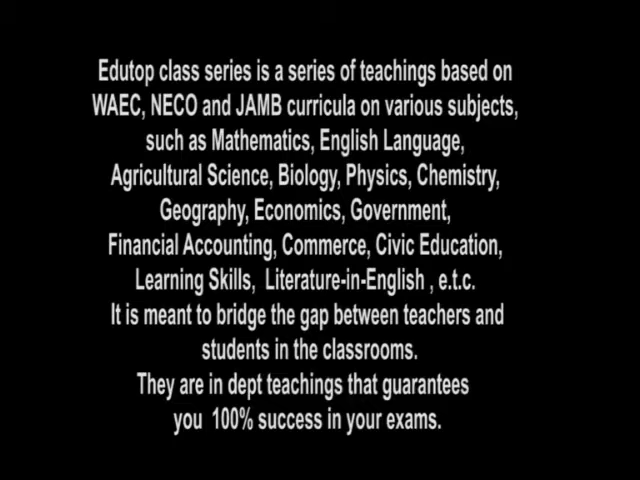 Edutop class series is a series of teachings based on
WAEC, NECO and JAMB curricula on various subjects,
such as Mathematics, English Language,
Agricultural Science, Biology, Physics, Chemistry,
Geography, Economics, Government,
Financial Accounting, Commerce, Civic Education,
Learning Skills,  Literature-in-English , e.t.c.
It is meant to bridge the gap between teachers and
students in the classrooms.
They are in dept teachings that guarantees
you  100% success in your exams.